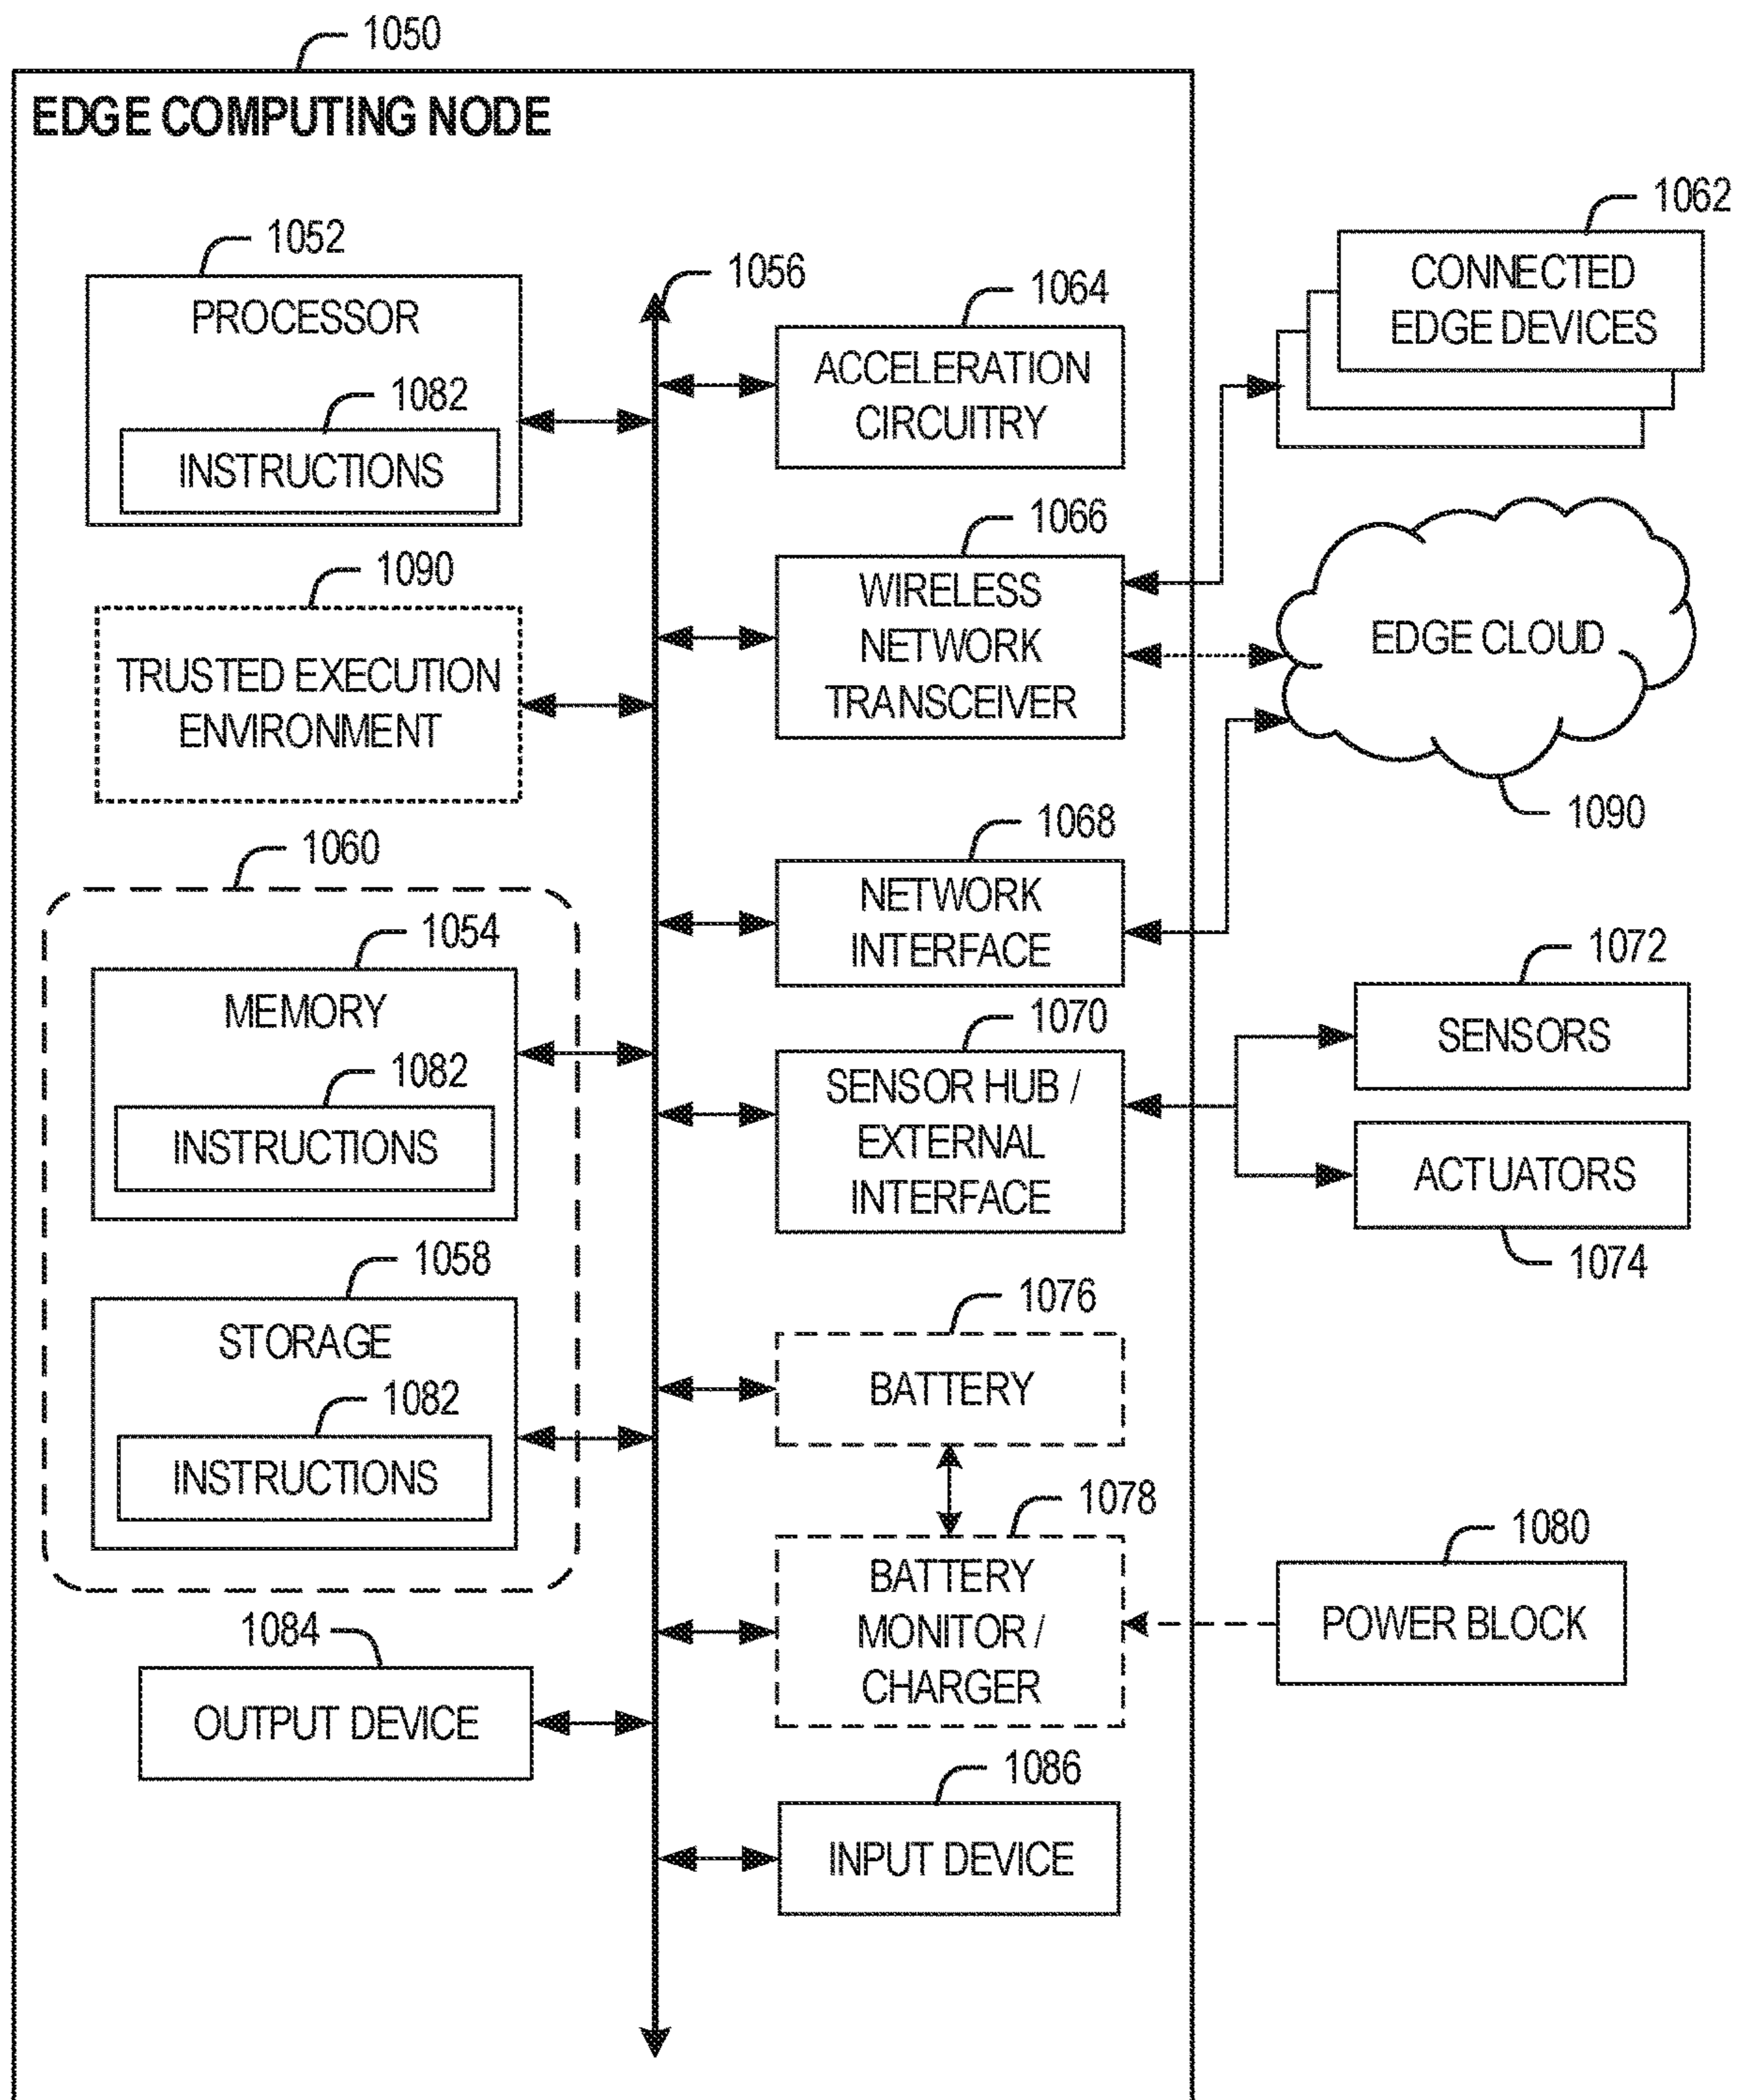 1050
EDGE COMPUTING NODE
1052
PROCESSOR
1082
INSTRUCTIONS
1090
TRUSTED EXECUTION
ENVIRONMENT
1060
1054
MEMORY
1082
INSTRUCTIONS
1058
STORAGE
1082
INSTRUCTIONS
1084
OUTPUT DEVICE
1056
1064
ACCELERATION
CIRCUITRY
1066
WIRELESS
NETWORK
TRANSCEIVER
1068
NETWORK
INTERFACE
1070
SENSOR HUB /
EXTERNAL
INTERFACE
1076
BATTERY
1078
BATTERY
MONITOR /
CHARGER
1086
INPUT DEVICE
1062
CONNECTED
EDGE DEVICES
EDGE CLOUD
1090
1072
SENSORS
ACTUATORS
1074
1080
POWER BLOCK